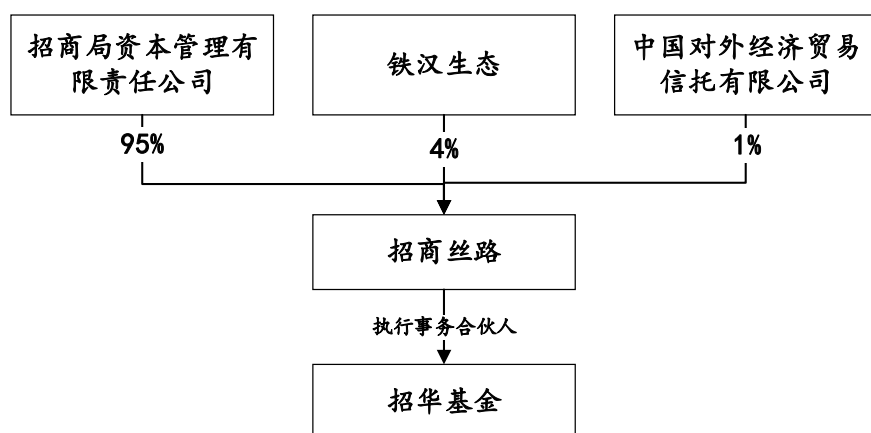 招商局资本管理有
限责任公司
铁汉生态
中国对外经济贸易
信托有限公司
95%
4%
1%
招商丝路
执行事务合伙人
招华基金